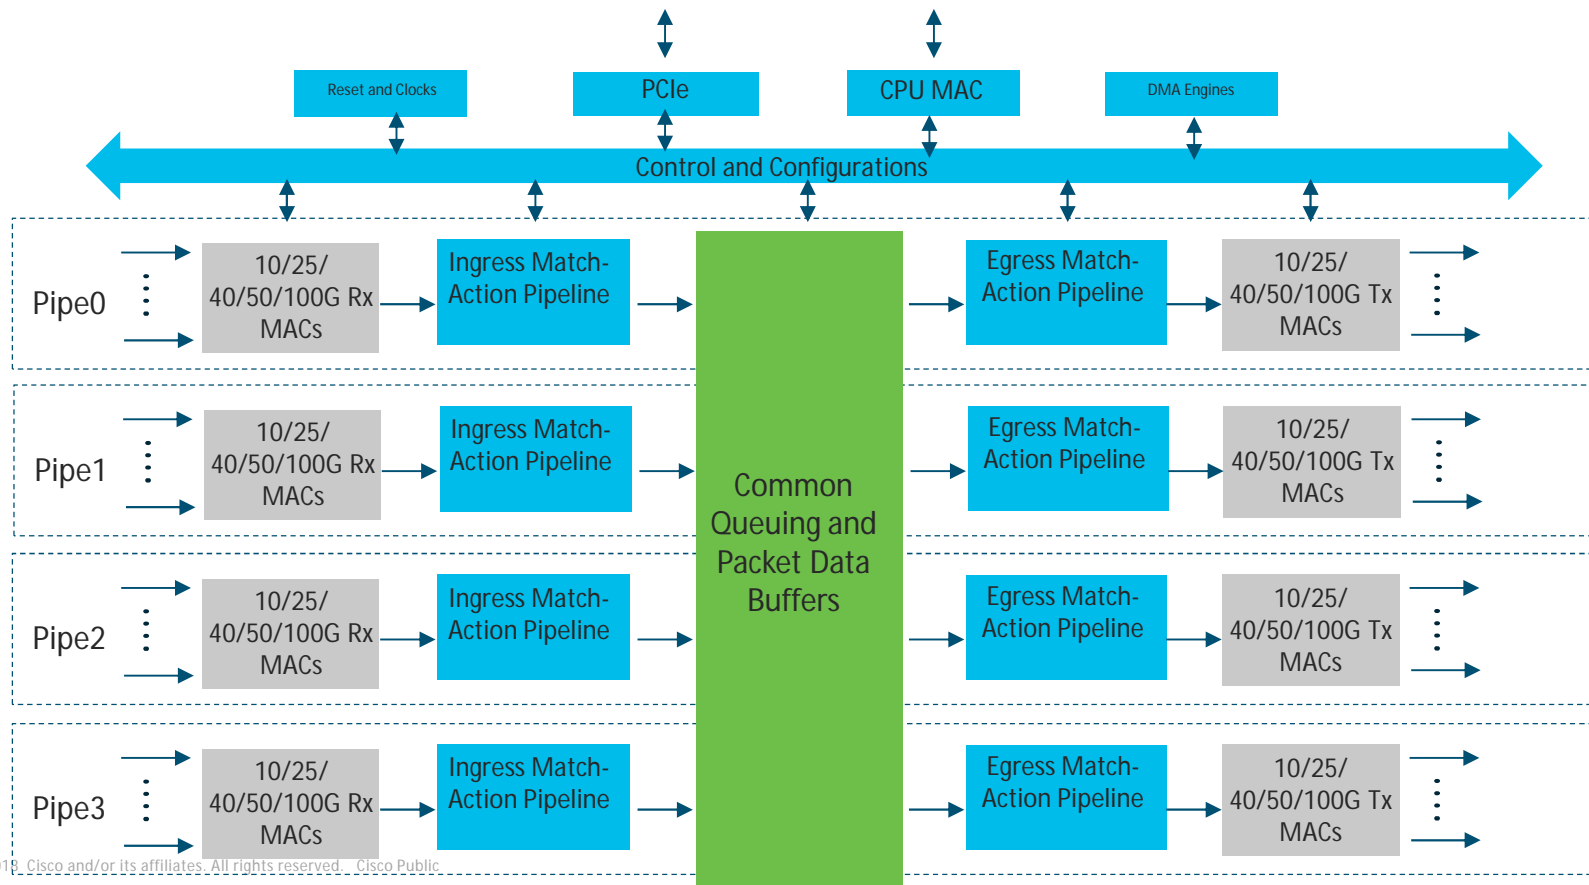 Reset and Clocks
PCIe
CPU MAC
DMA Engines
Control and Configurations
Pipe0
10/25/
40/50/100G Rx
MACs
Ingress Match-
Action Pipeline
Egress Match-
Action Pipeline
10/25/
40/50/100G Tx
MACs
Pipe1
10/25/
40/50/100G Rx
MACs
Ingress Match-
Action Pipeline
Common
Queuing and
Packet Data
Buffers
Egress Match-
Action Pipeline
10/25/
40/50/100G Tx
MACs
Pipe2
10/25/
40/50/100G Rx
MACs
Ingress Match-
Action Pipeline
Egress Match-
Action Pipeline
10/25/
40/50/100G Tx
MACs
Pipe3
10/25/
40/50/100G Rx
MACs
Ingress Match-
Action Pipeline
Egress Match-
Action Pipeline
10/25/
40/50/100G Tx
MACs
Cisco and/or its affiliates. All rights reserved. Cisco Public